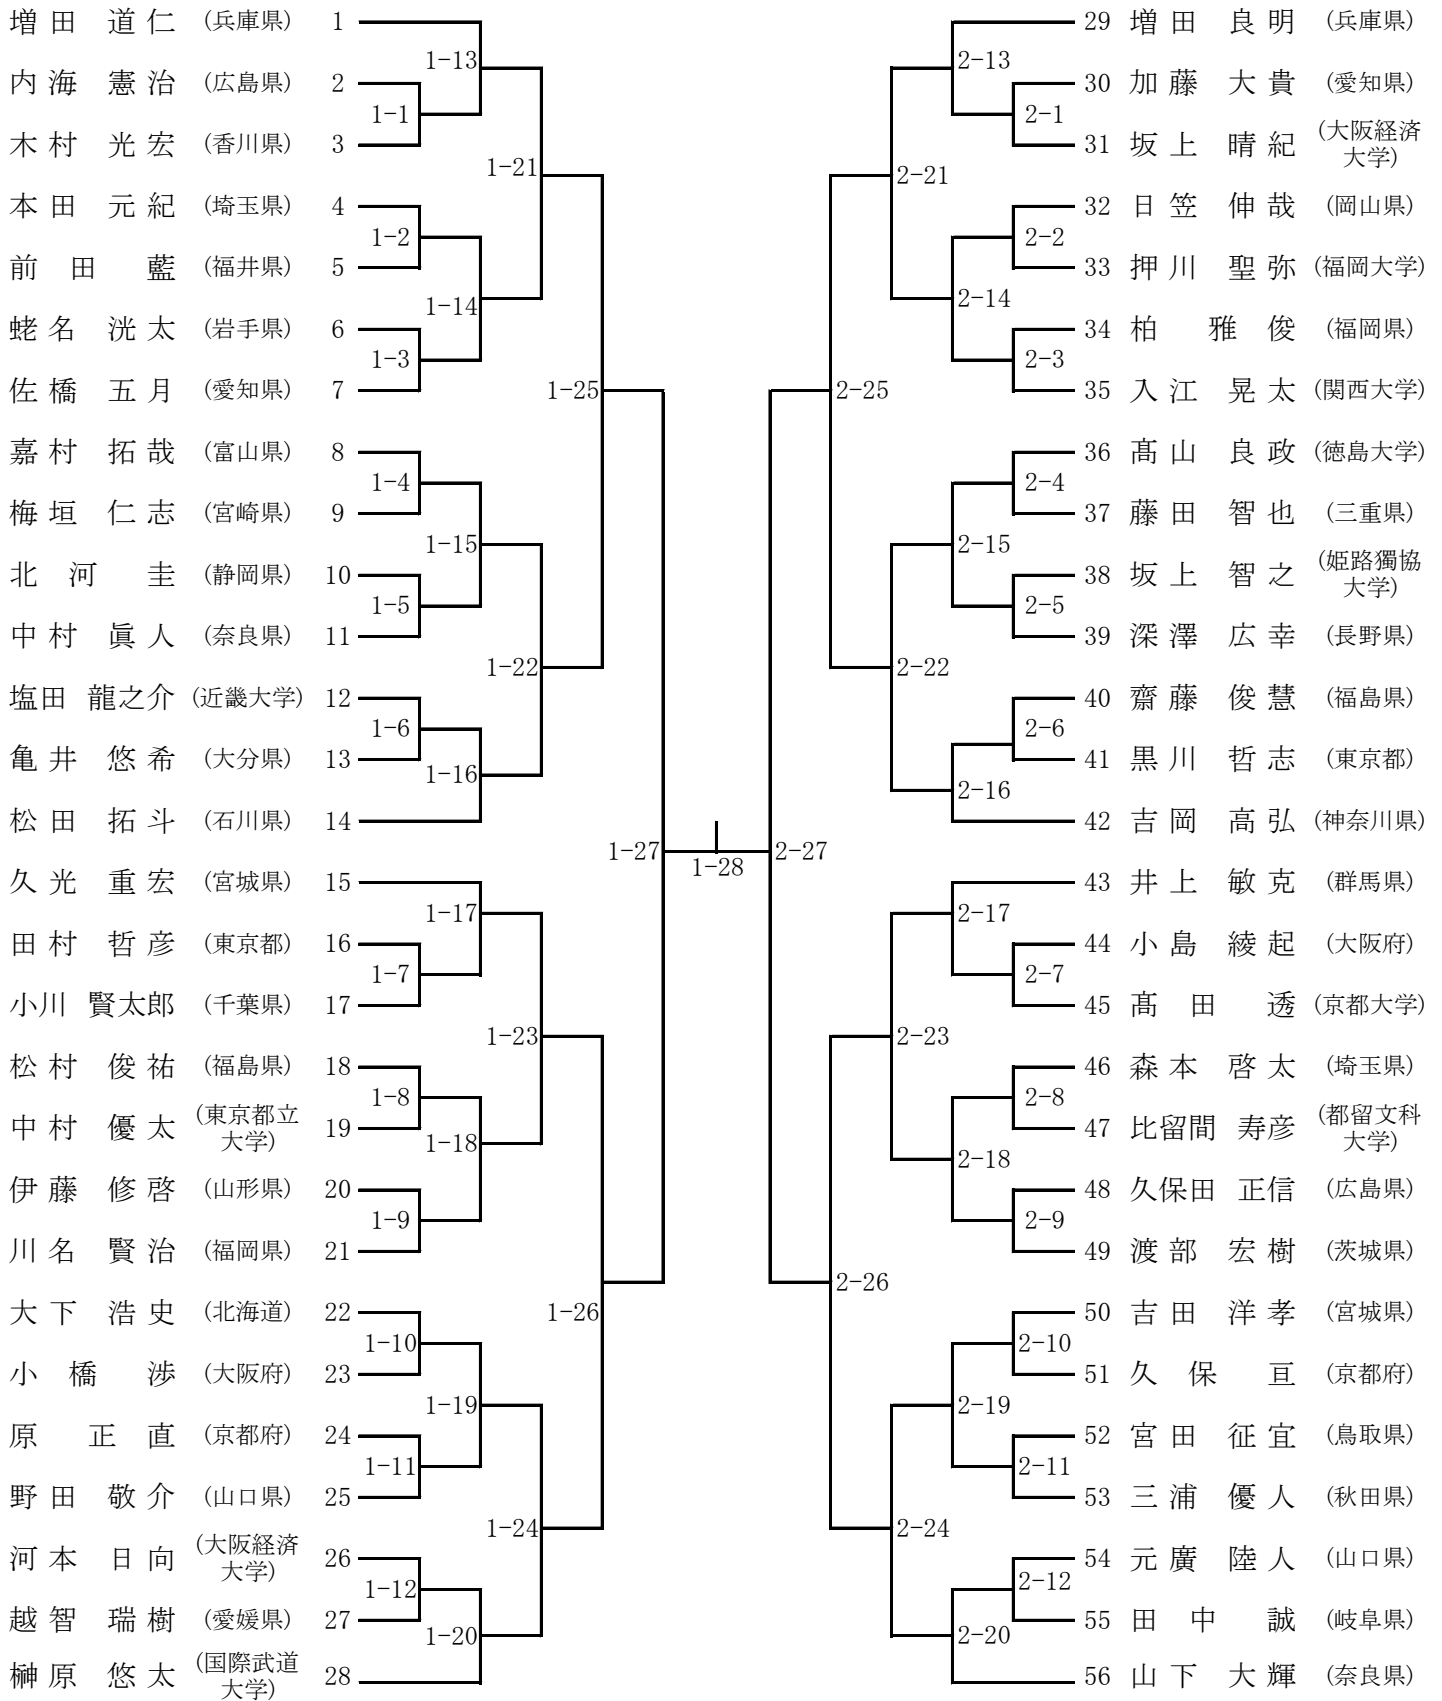 増田 道仁 (兵庫県) 1
内海 憲治 (広島県) 2
木村 光宏 (香川県) 3
本田 元紀 (埼玉県) 4
前田 藍 (福井県) 5
蛯名 洸太 (岩手県) 6
佐橋 五月 (愛知県) 7
嘉村 拓哉 (富山県) 8
梅垣 仁志 (宮崎県) 9
北河 圭 (静岡県) 10
中村 眞人 (奈良県) 11
塩田 龍之介 (近畿大学) 12
亀井 悠希 (大分県) 13
松田 拓斗 (石川県) 14
久光 重宏 (宮城県) 15
田村 哲彦 (東京都) 16
小川 賢太郎 (千葉県) 17
松村 俊祐 (福島県) 18
中村 優太 (東京都立大学) 19
伊藤 修啓 (山形県) 20
川名 賢治 (福岡県) 21
大下 浩史 (北海道) 22
小橋 渉 (大阪府) 23
原 正直 (京都府) 24
野田 敬介 (山口県) 25
河本 日向 (大阪経済大学) 26
越智 瑞樹 (愛媛県) 27
榊原 悠太 (国際武道大学) 28
1-13
1-1
1-21
1-2
1-14
1-3
1-25
1-4
1-15
1-5
1-22
1-6
1-16
1-27
1-17
1-7
1-23
1-8
1-18
1-9
1-26
1-10
1-19
1-11
1-24
1-12
1-20
1-28
2-13
2-1
2-21
2-2
2-14
2-3
2-25
2-4
2-15
2-5
2-22
2-6
2-16
2-27
2-17
2-7
2-23
2-8
2-18
2-9
2-26
2-10
2-19
2-11
2-24
2-12
2-20
29 増田 良明 (兵庫県)
30 加藤 大貴 (愛知県)
31 坂上 晴紀 (大阪経済大学)
32 日笠 伸哉 (岡山県)
33 押川 聖弥 (福岡大学)
34 柏 雅俊 (福岡県)
35 入江 晃太 (関西大学)
36 髙山 良政 (徳島大学)
37 藤田 智也 (三重県)
38 坂上 智之 (姫路獨協大学)
39 深澤 広幸 (長野県)
40 齋藤 俊慧 (福島県)
41 黒川 哲志 (東京都)
42 吉岡 高弘 (神奈川県)
43 井上 敏克 (群馬県)
44 小島 綾起 (大阪府)
45 髙田 透 (京都大学)
46 森本 啓太 (埼玉県)
47 比留間 寿彦 (都留文科大学)
48 久保田 正信 (広島県)
49 渡部 宏樹 (茨城県)
50 吉田 洋孝 (宮城県)
51 久保 亘 (京都府)
52 宮田 征宜 (鳥取県)
53 三浦 優人 (秋田県)
54 元廣 陸人 (山口県)
55 田中 誠 (岐阜県)
56 山下 大輝 (奈良県)